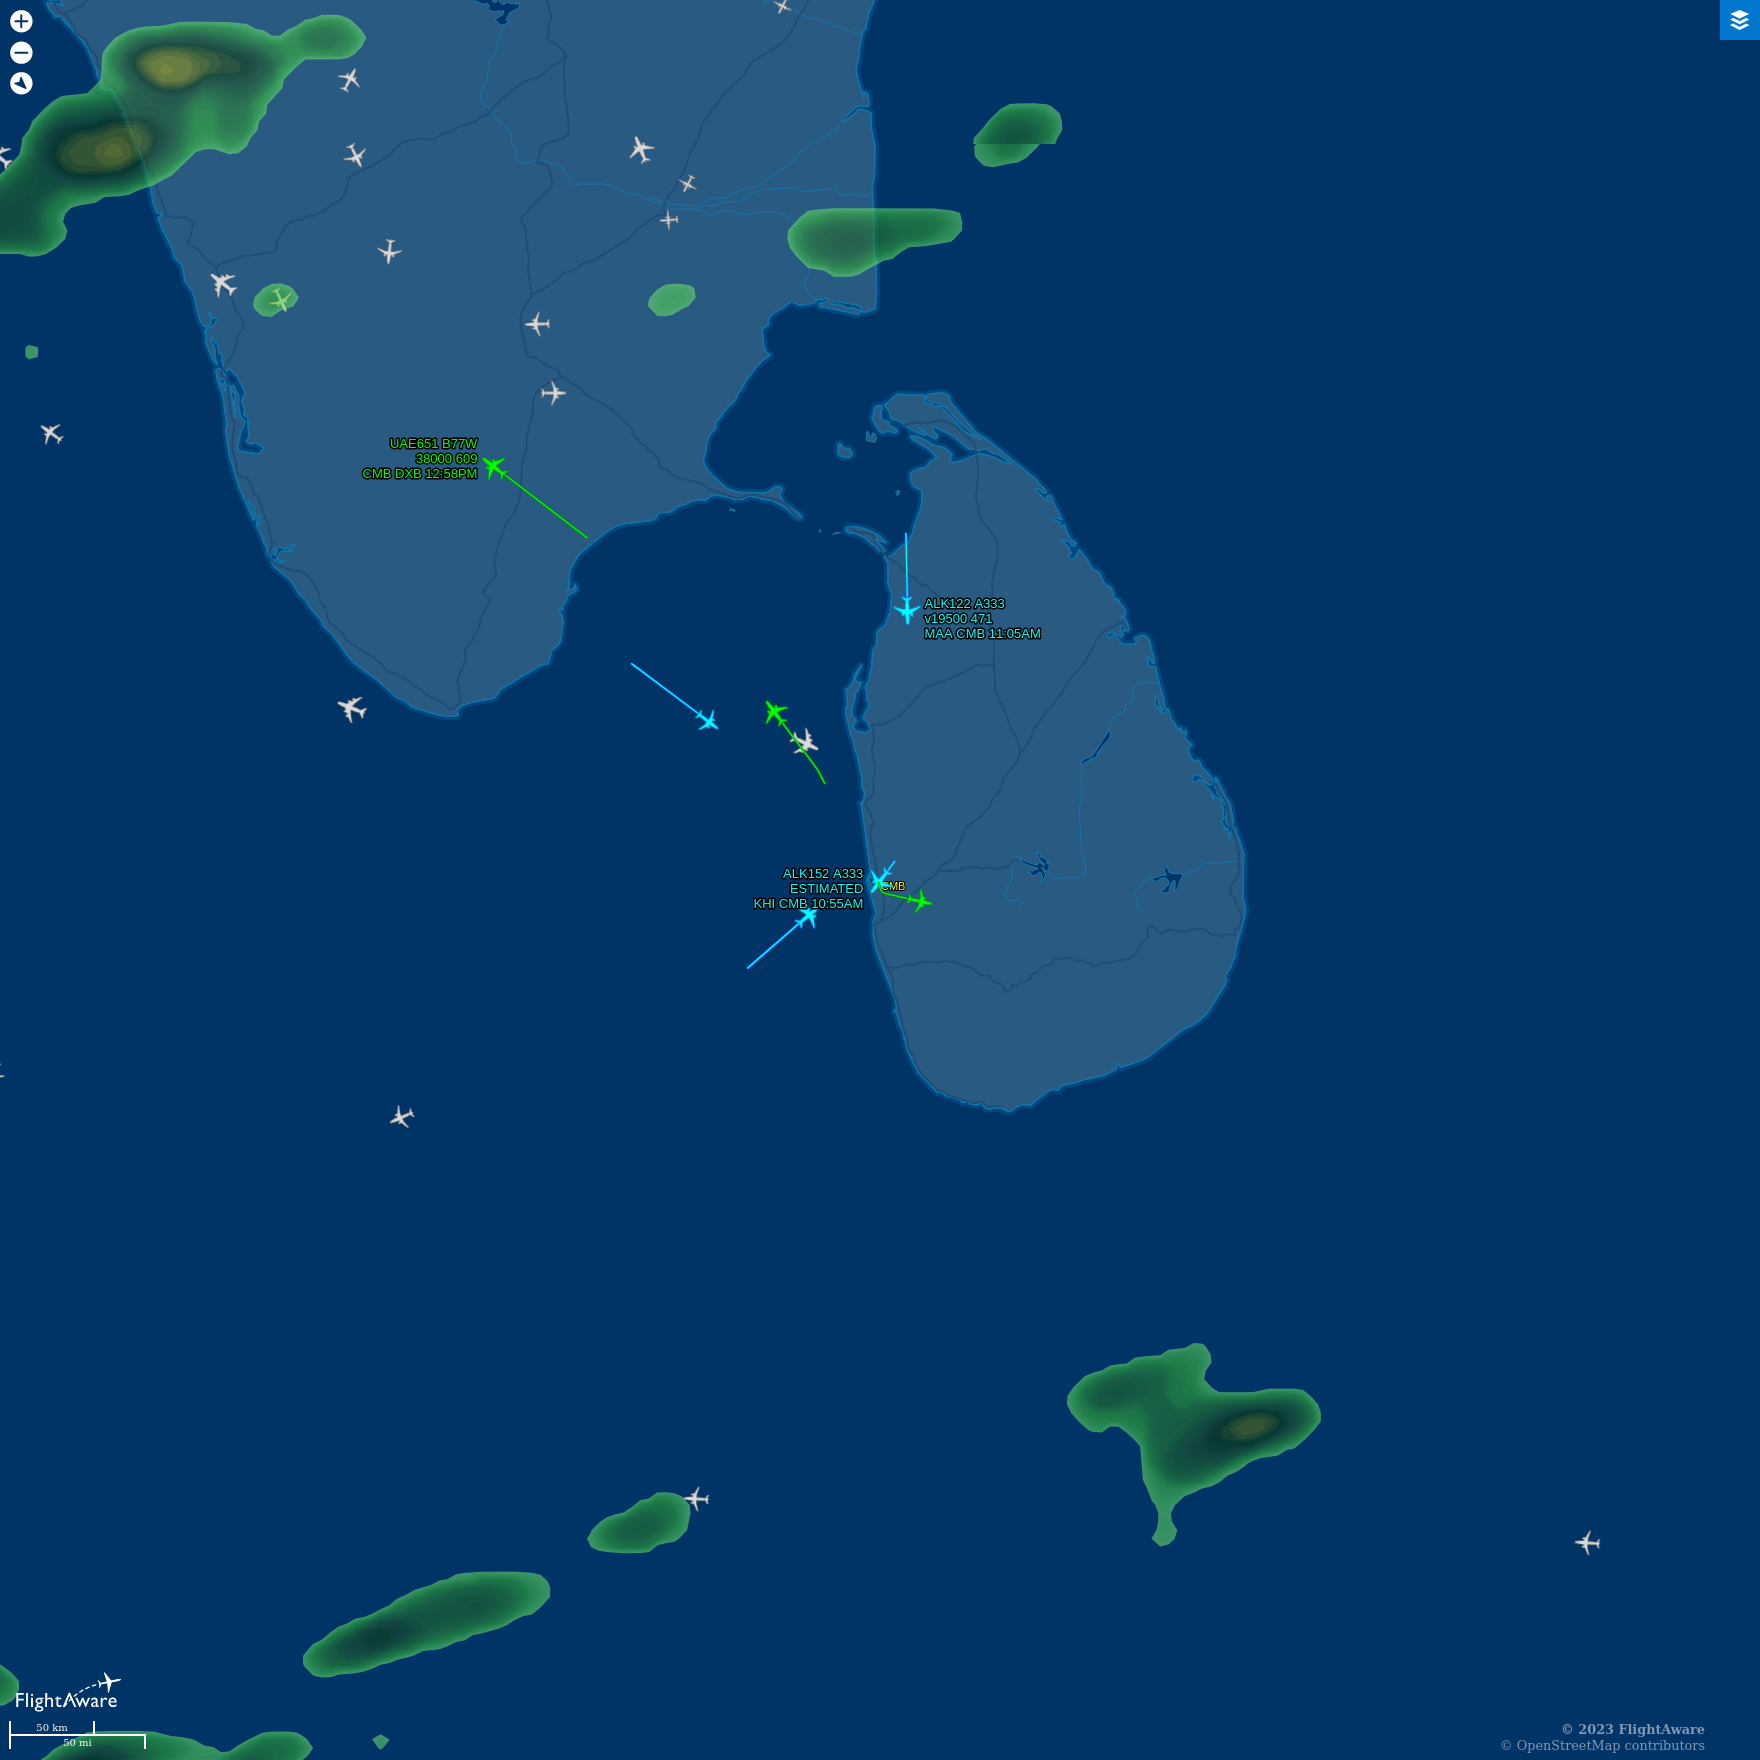 UAE651 B77W
38000 609
CMB DXB 12:58PM
ALK122 A333
v19500 471
MAA CMB 11:05AM
ALK152 A333
ESTIMATED
KHI CMB 10:55AM
CMB
FlightAware
50 km
50 mi
© 2023 FlightAware
© OpenStreetMap contributors